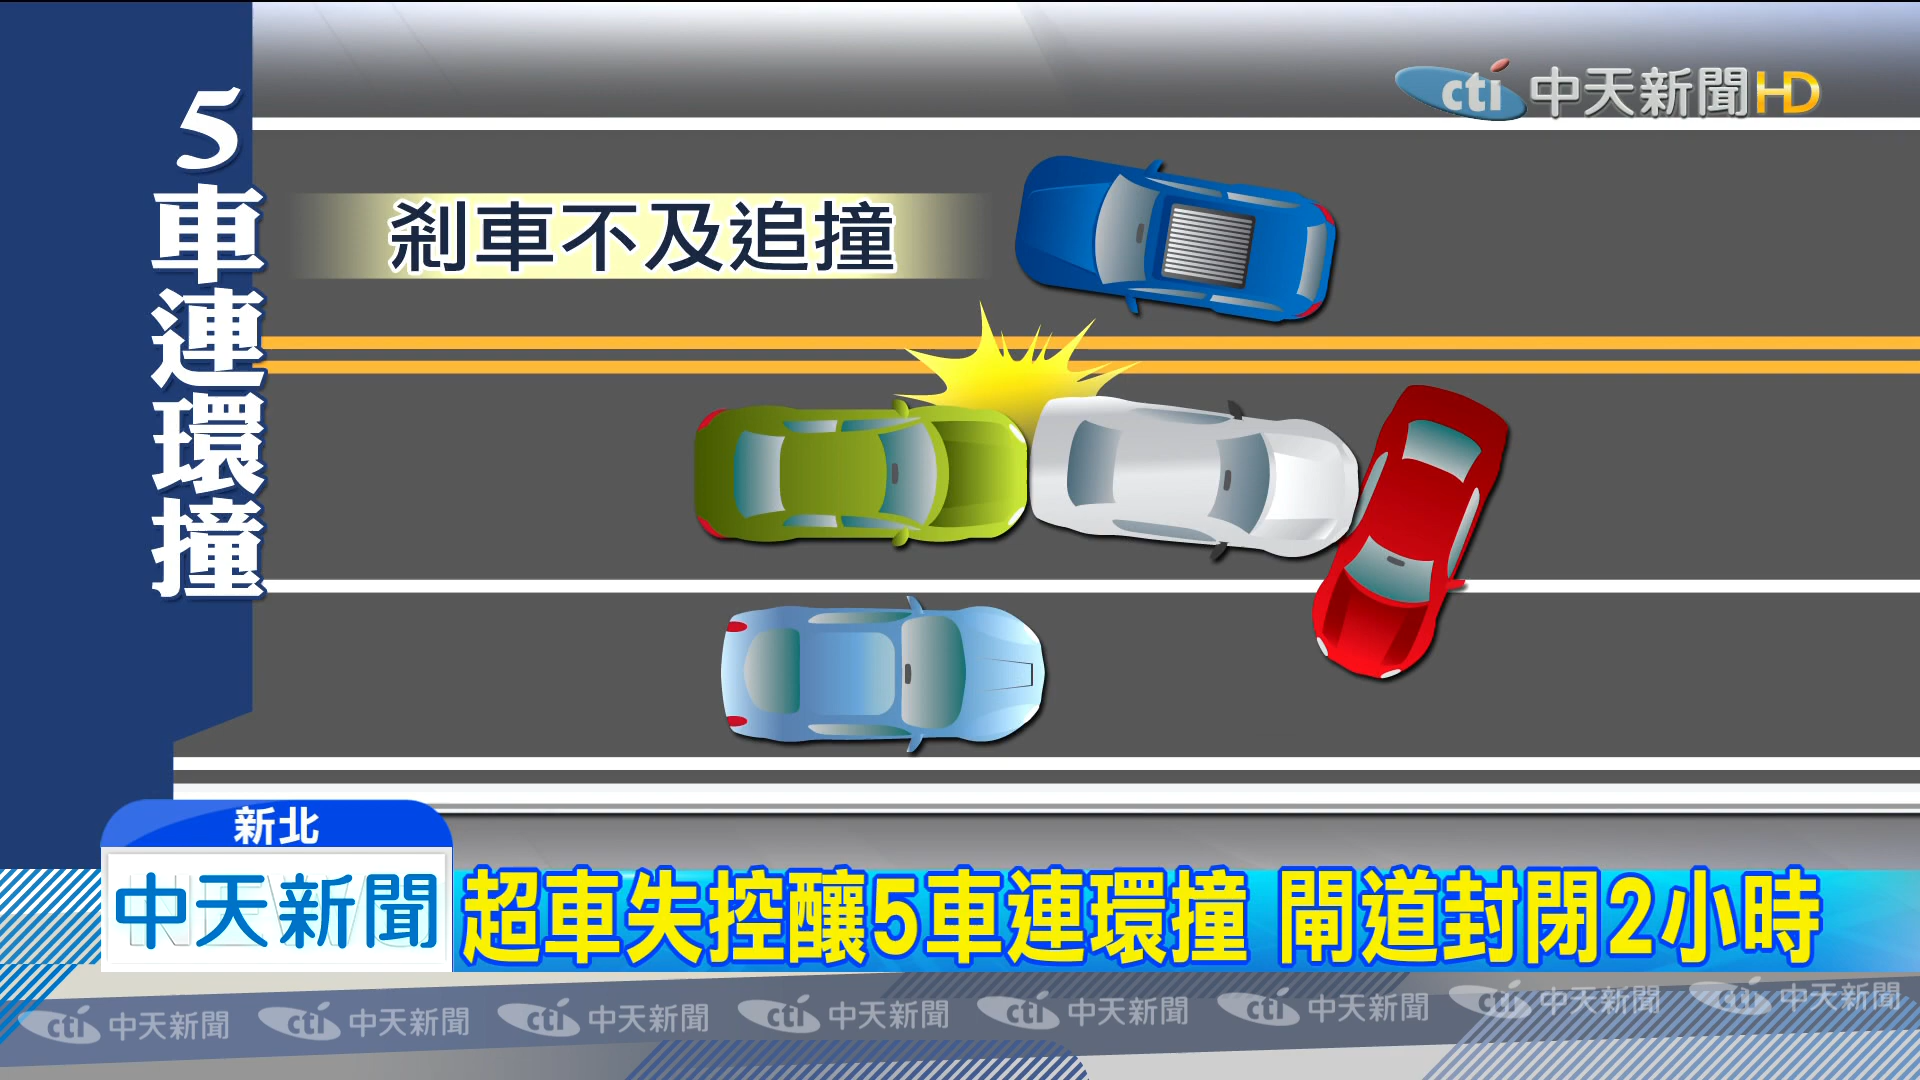 5車連環撞
cti 中天新聞HD
剎車不及追撞
新北
中天新聞
超車失控釀5車連環撞 閘道封閉2小時
cti 中天新聞 cti 中天新聞 cti 中天新聞 cti 中天新聞 cti 中天新聞 cti 中天新聞 cti 中天新聞 cti 中天新聞